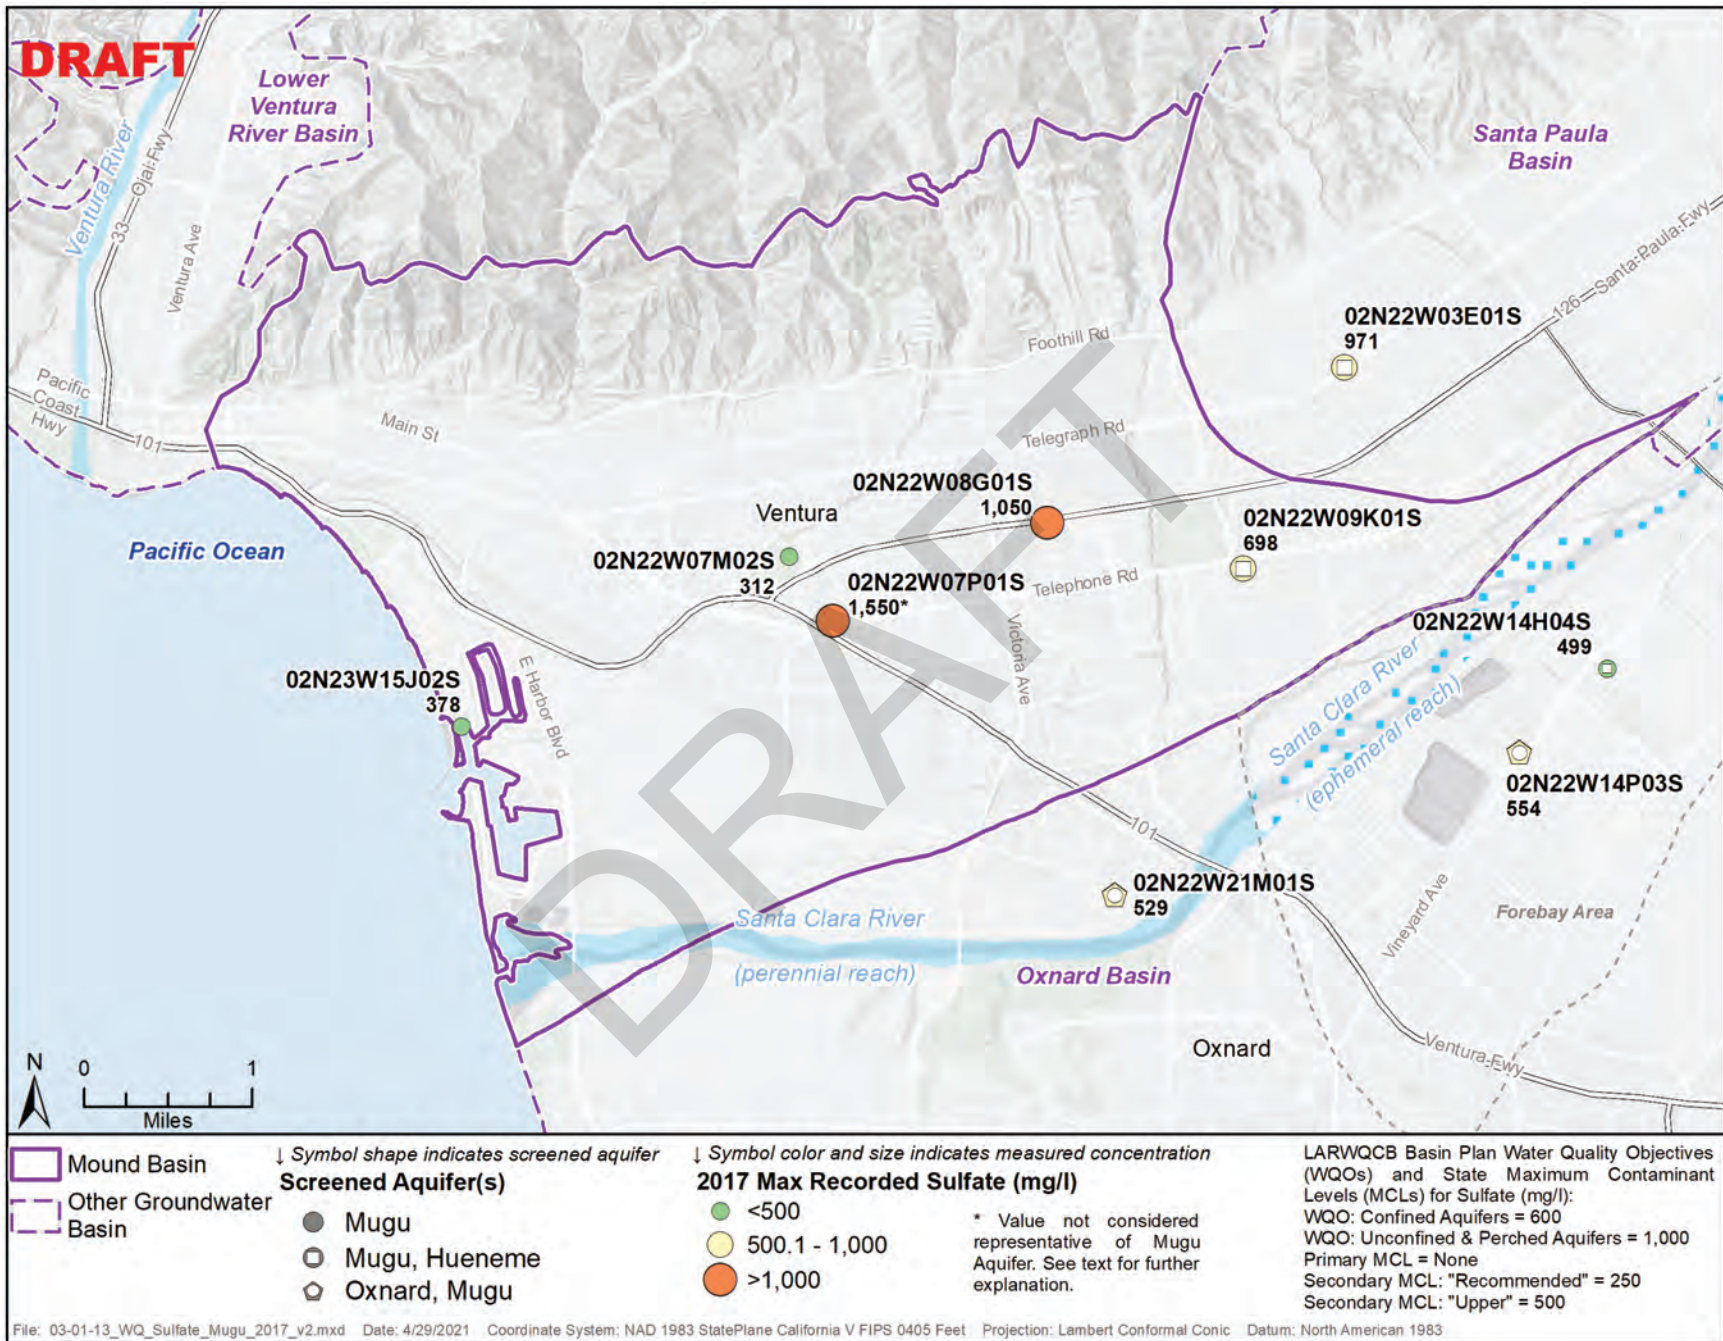 DRAFT
Lower
Ventura
River Basin
Santa Paula
Basin
Ventura River
33
Ojai Fwy
Ventura Ave
126
Santa Paula Fwy
02N22W03E01S
971
Foothill Rd
Pacific
Coast
Hwy
101
Main St
Telegraph Rd
02N22W08G01S
1,050
Ventura
02N22W09K01S
698
Pacific Ocean
02N22W07M02S
312
02N22W07P01S
1,550*
Telephone Rd
Victoria Ave
02N22W14H04S
499
E Harbor Blvd
02N23W15J02S
378
Santa Clara River
(ephemeral reach)
02N22W14P03S
554
101
02N22W21M01S
529
Vineyard Ave
Forebay Area
Santa Clara River
(perennial reach)
Oxnard Basin
Oxnard
Ventura Fwy
DRAFT
N
0 1
Miles
Mound Basin
Other Groundwater
Basin
↓ Symbol shape indicates screened aquifer
Screened Aquifer(s)
Mugu
Mugu, Hueneme
Oxnard, Mugu
↓ Symbol color and size indicates measured concentration
2017 Max Recorded Sulfate (mg/l)
<500
500.1 - 1,000
>1,000
* Value not considered
representative of Mugu
Aquifer. See text for further
explanation.
LARWQCB Basin Plan Water Quality Objectives
(WQOs) and State Maximum Contaminant
Levels (MCLs) for Sulfate (mg/l):
WQO: Confined Aquifers = 600
WQO: Unconfined & Perched Aquifers = 1,000
Primary MCL = None
Secondary MCL: "Recommended" = 250
Secondary MCL: "Upper" = 500
File: 03-01-13_WQ_Sulfate_Mugu_2017_v2.mxd Date: 4/29/2021 Coordinate System: NAD 1983 StatePlane California V FIPS 0405 Feet Projection: Lambert Conformal Conic Datum: North American 1983